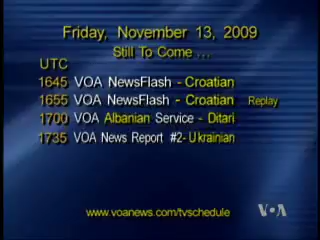 Friday, November 13, 2009
Still To Come ...
UTC
1645 VOA NewsFlash - Croatian
1655 VOA NewsFlash - Croatian Replay
1700 VOA Albanian Service - Ditari
1735 VOA News Report #2- Ukrainian
www.voanews.com/tvschedule
VOA